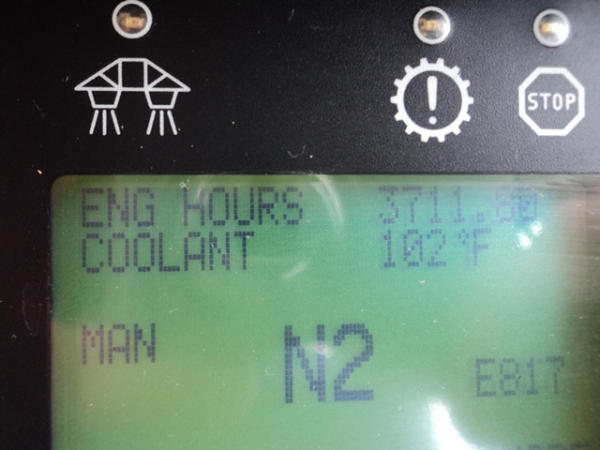 STOP
ENG HOURS 3711.80
COOLANT 102°F
MAN N2
E817